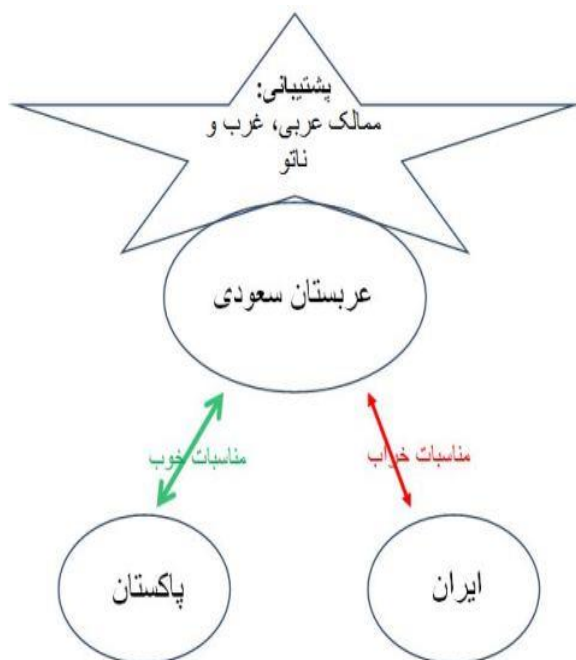 پشتیبانی:
ممالک عربی، غرب و
ناتو
عربستان سعودی
مناسبات خراب
مناسبات خوب
ایران
پاکستان